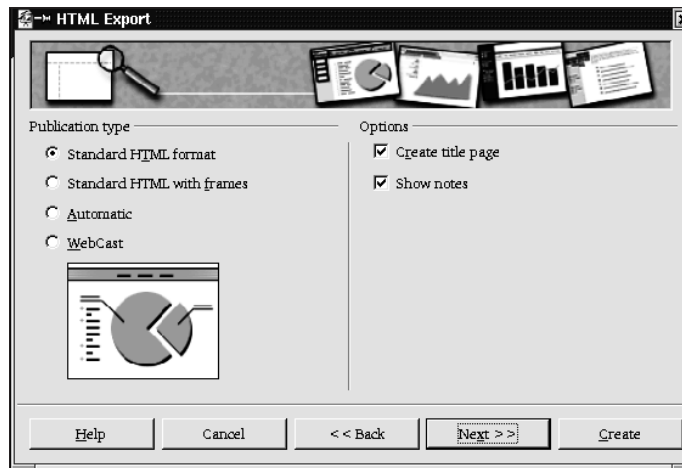 HTML Export
Publication type
Standard HTML format
Standard HTML with frames
Automatic
WebCast
Options
Create title page
Show notes
Help
Cancel
<< Back
Next >>
Create